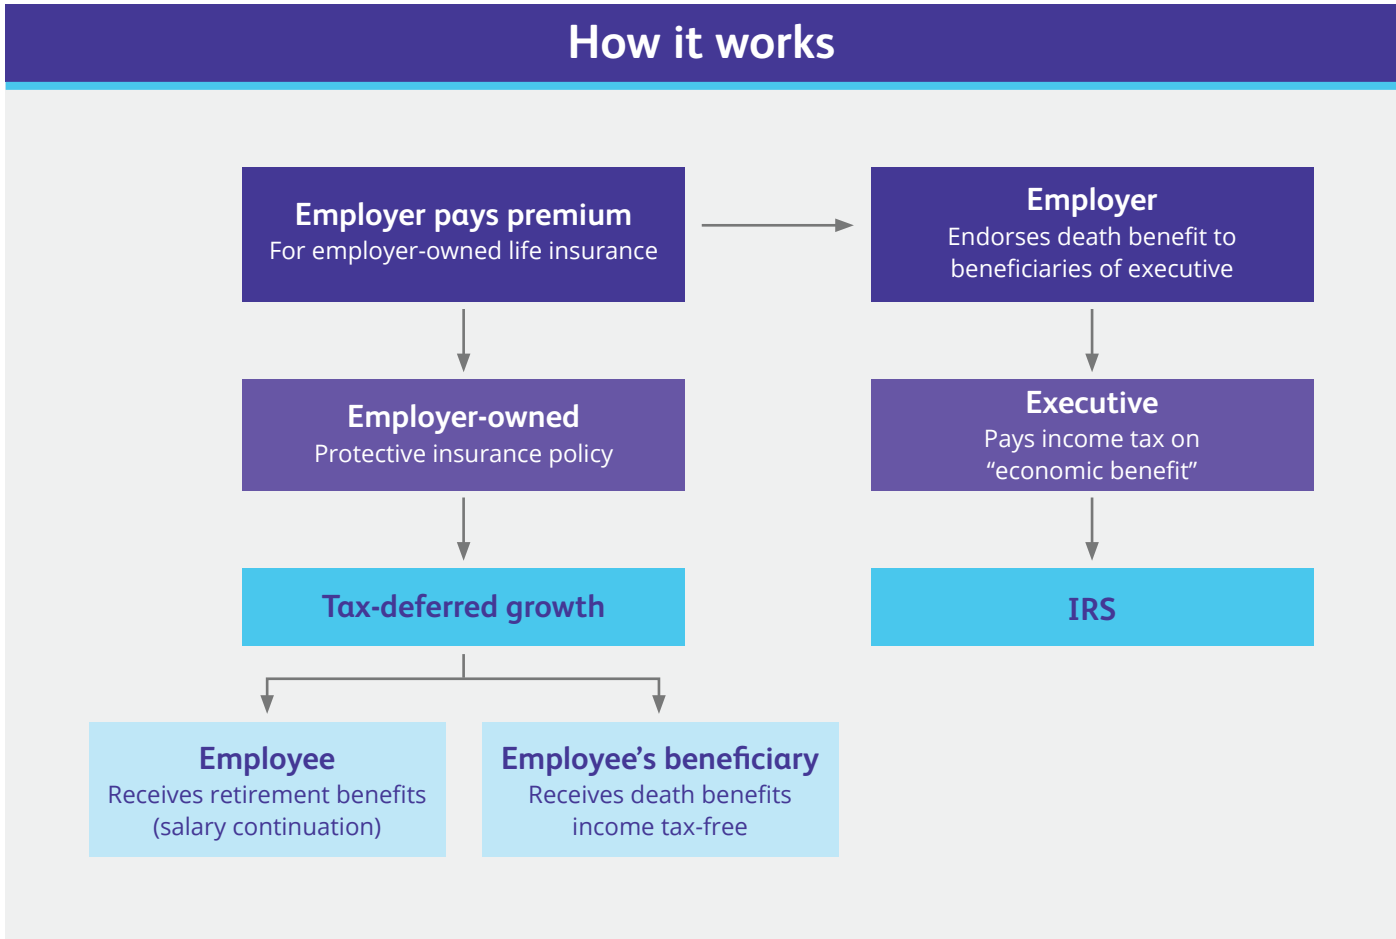 How it works
Employer pays premium
For employer-owned life insurance
Employer
Endorses death benefit to
beneficiaries of executive
Employer-owned
Protective insurance policy
Executive
Pays income tax on
“economic benefit”
Tax-deferred growth
IRS
Employee
Receives retirement benefits
(salary continuation)
Employee’s beneficiary
Receives death benefits
income tax-free